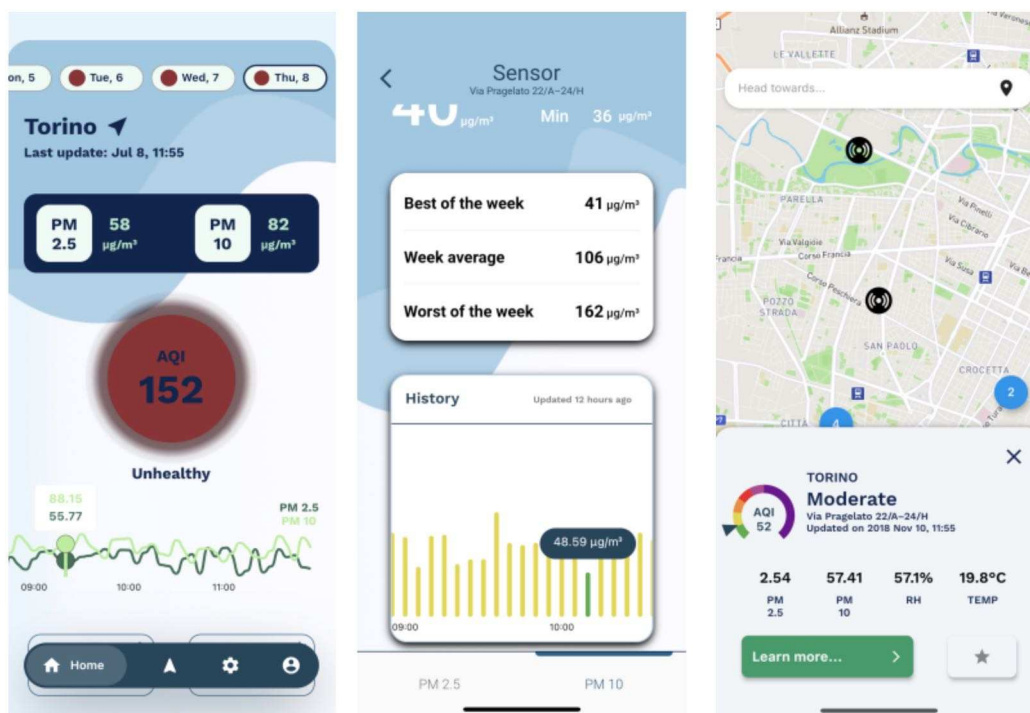 on, 5
Tue, 6
Wed, 7
Thu, 8
Torino
Last update: Jul 8, 11:55
PM
2.5
58
µg/m³
PM
10
82
µg/m³
AQI
152
Unhealthy
88.15
55.77
PM 2.5
PM 10
09:00
10:00
11:00
Home
Sensor
Via Pragelato 22/A–24/H
40 µg/m³
Min 36 µg/m³
Best of the week 41 µg/m³
Week average 106 µg/m³
Worst of the week 162 µg/m³
History
Updated 12 hours ago
48.59 µg/m³
09:00
10:00
PM 2.5
PM 10
Allianz Stadium
LE VALLETTE
Head towards...
PARELLA
Via Pinelli
Via Cibrario
Via Valgioie
Corso Francia
Francia
Via Susa
Corso Peschiera
POZZO
STRADA
SAN PAOLO
CROCETTA
2
CITTÀ
4
TORINO
Moderate
Via Pragelato 22/A–24/H
Updated on 2018 Nov 10, 11:55
AQI
52
2.54
PM
2.5
57.41
PM
10
57.1%
RH
19.8°C
TEMP
Learn more...